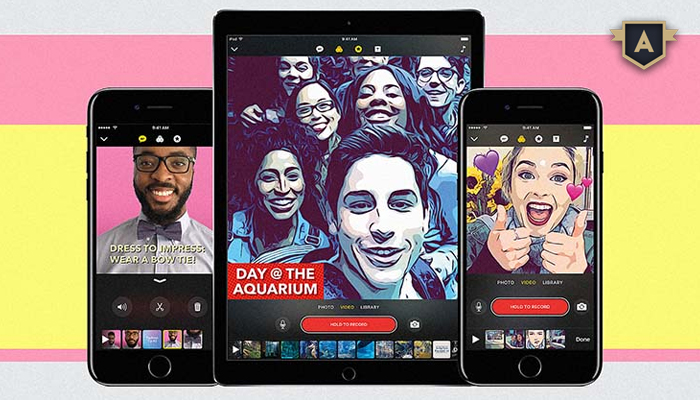 A
9:41 AM
DRESS TO IMPRESS:
WEAR A BOW TIE!
iPad
9:41 AM
T
DAY @ THE
AQUARIUM
PHOTO VIDEO LIBRARY
HOLD TO RECORD
9:41 AM
T
PHOTO VIDEO LIBRARY
HOLD TO RECORD
Done